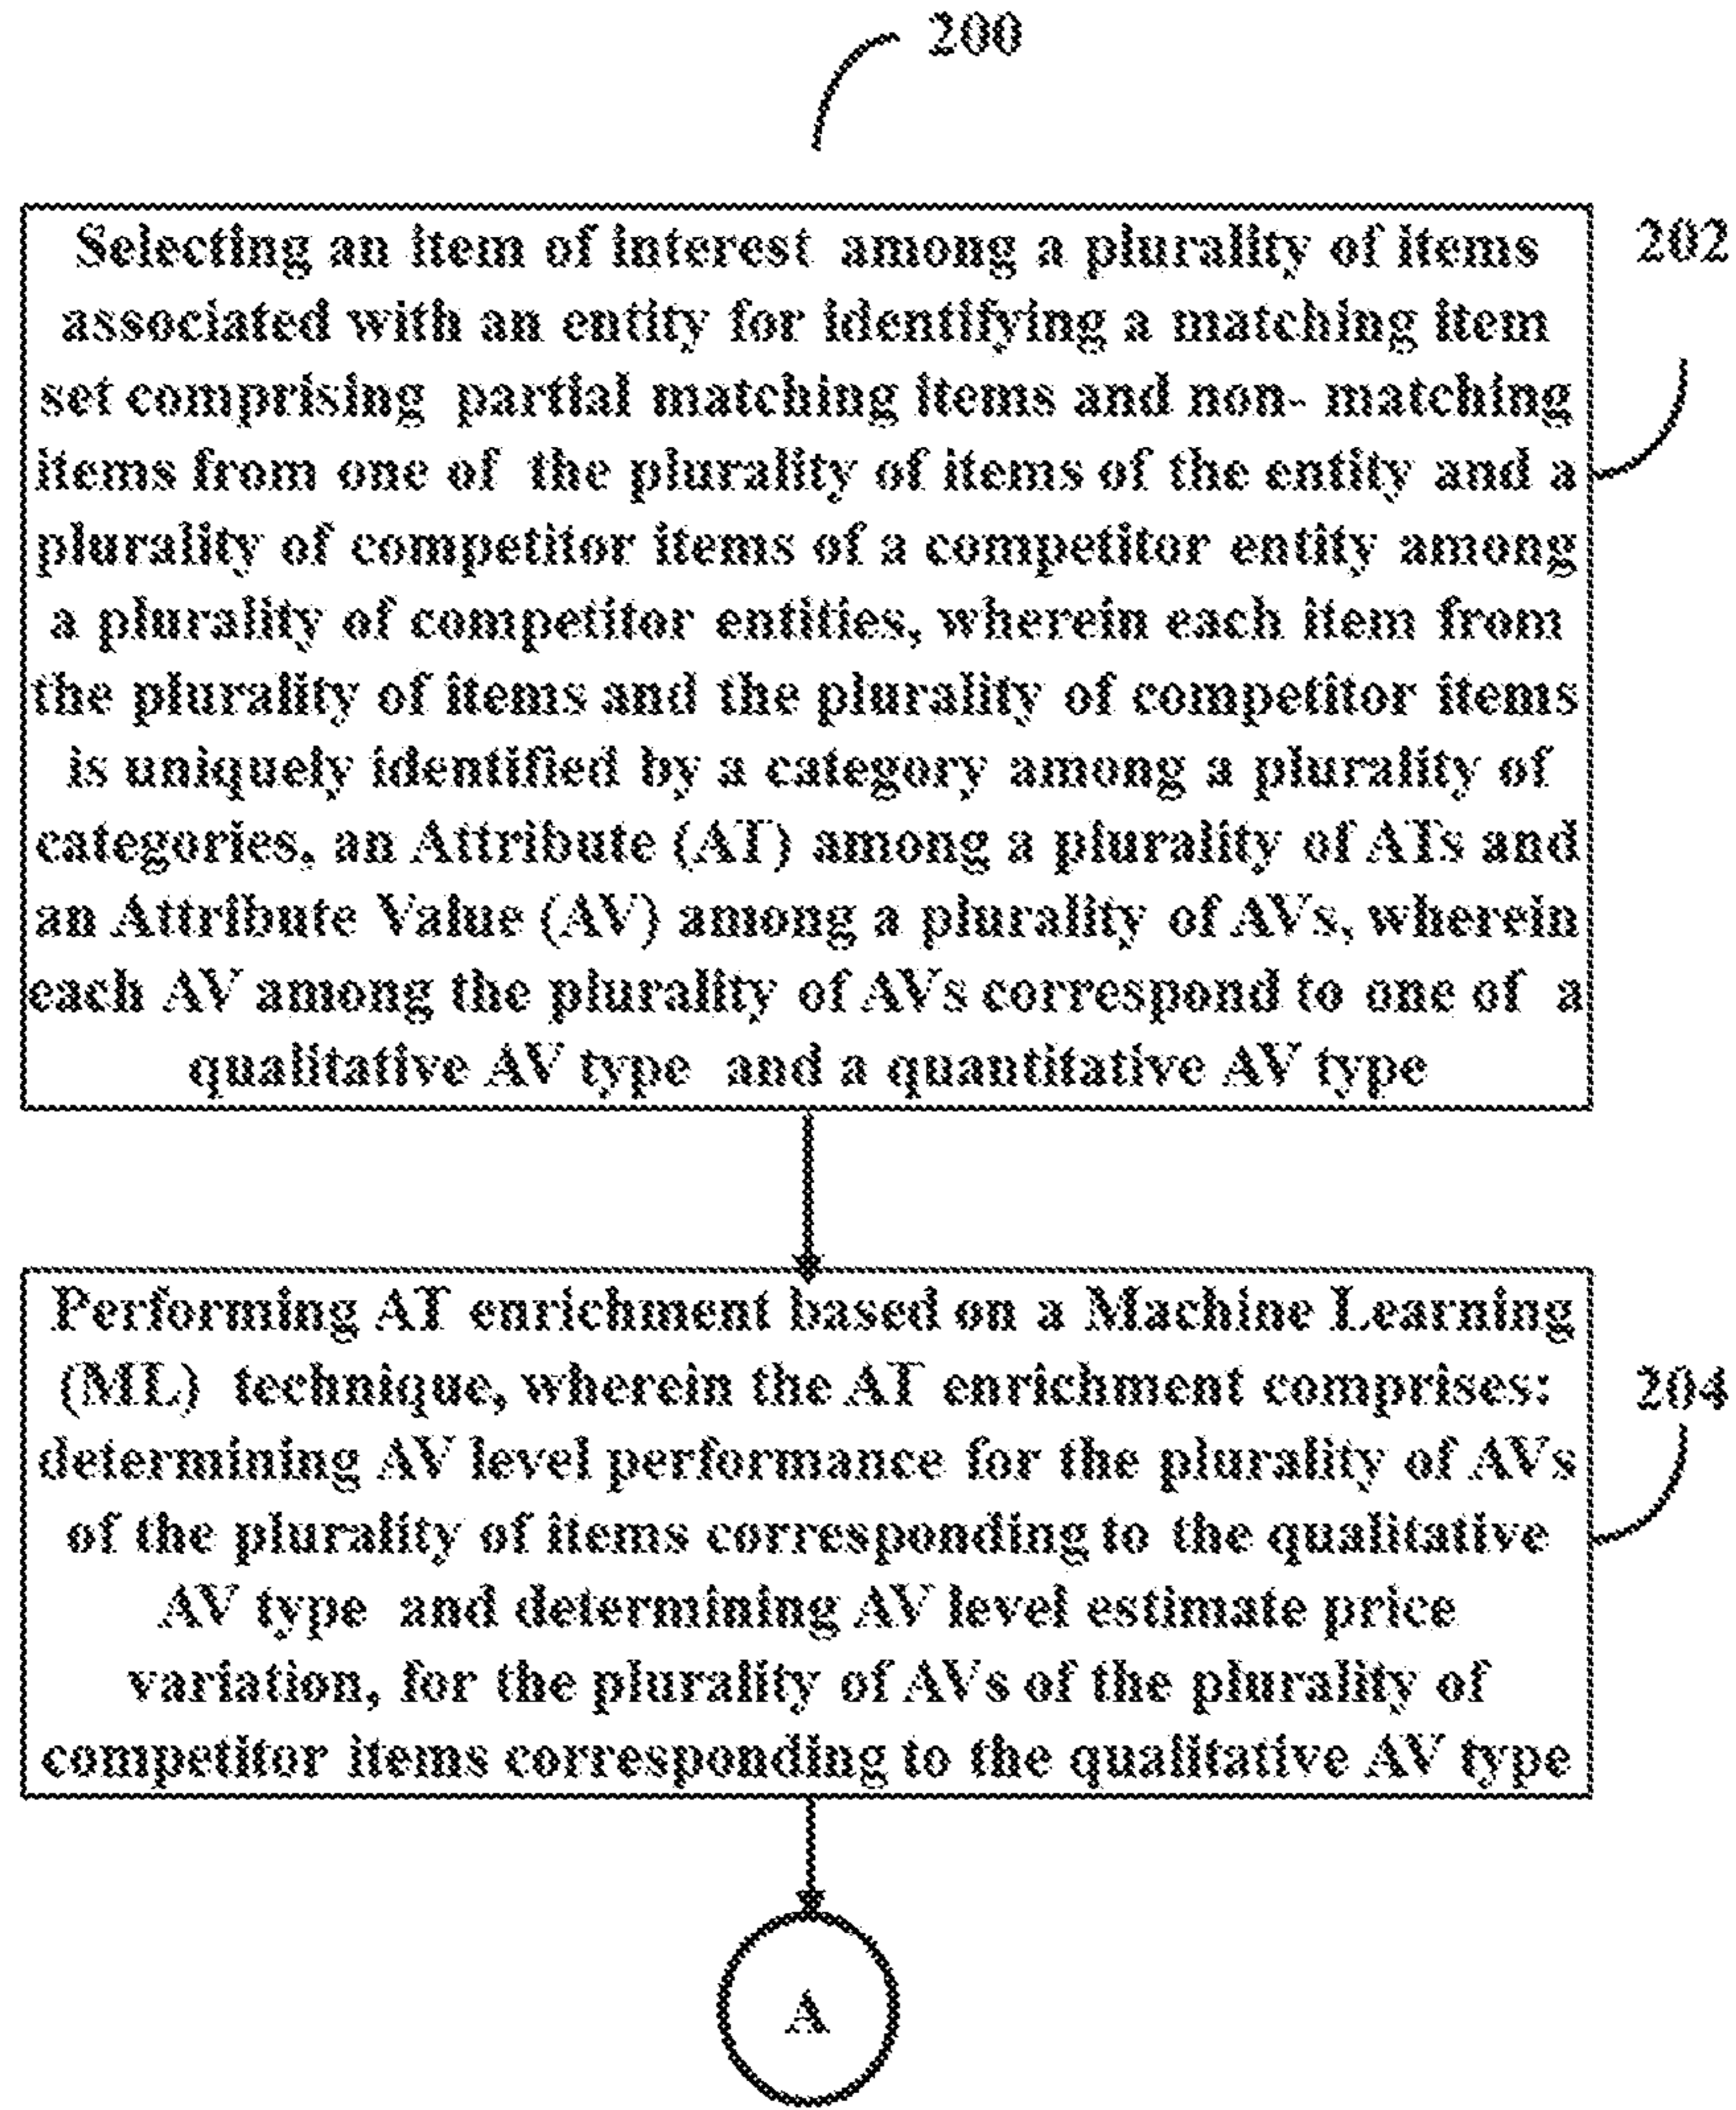 200
Selecting an item of interest among a plurality of items
associated with an entity for identifying a matching item
set comprising partial matching items and non- matching
items from one of the plurality of items of the entity and a
plurality of competitor items of a competitor entity among
a plurality of competitor entities, wherein each item from
the plurality of items and the plurality of competitor items
is uniquely identified by a category among a plurality of
categories, an Attribute (AT) among a plurality of ATs and
an Attribute Value (AV) among a plurality of AVs, wherein
each AV among the plurality of AVs correspond to one of a
qualitative AV type and a quantitative AV type
202
Performing AT enrichment based on a Machine Learning
(ML) technique, wherein the AT enrichment comprises:
determining AV level performance for the plurality of AVs
of the plurality of items corresponding to the qualitative
AV type and determining AV level estimate price
variation, for the plurality of AVs of the plurality of
competitor items corresponding to the qualitative AV type
204
A